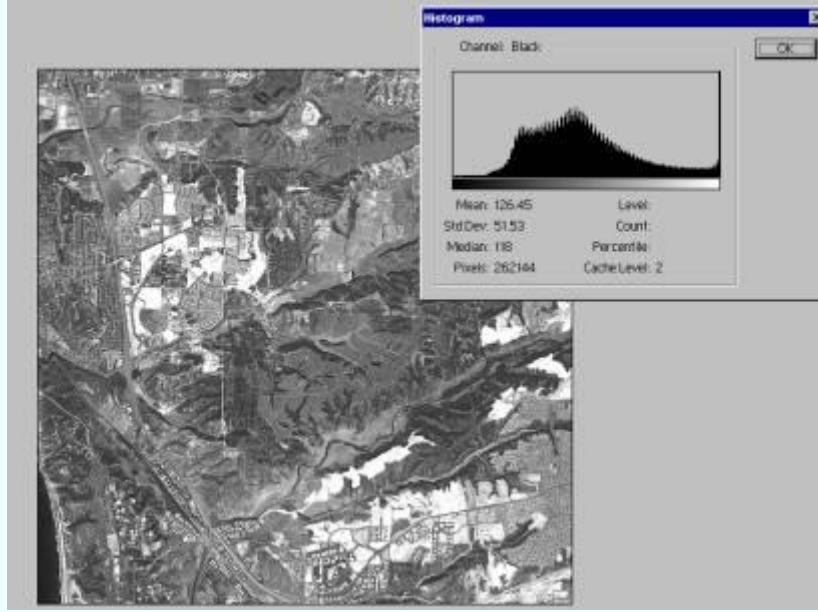 Histogram
Channel: Black
OK
Mean: 126.45
Level:
Std Dev: 51.53
Count:
Median: 118
Percentile:
Pixels: 262144
Cache Level: 2